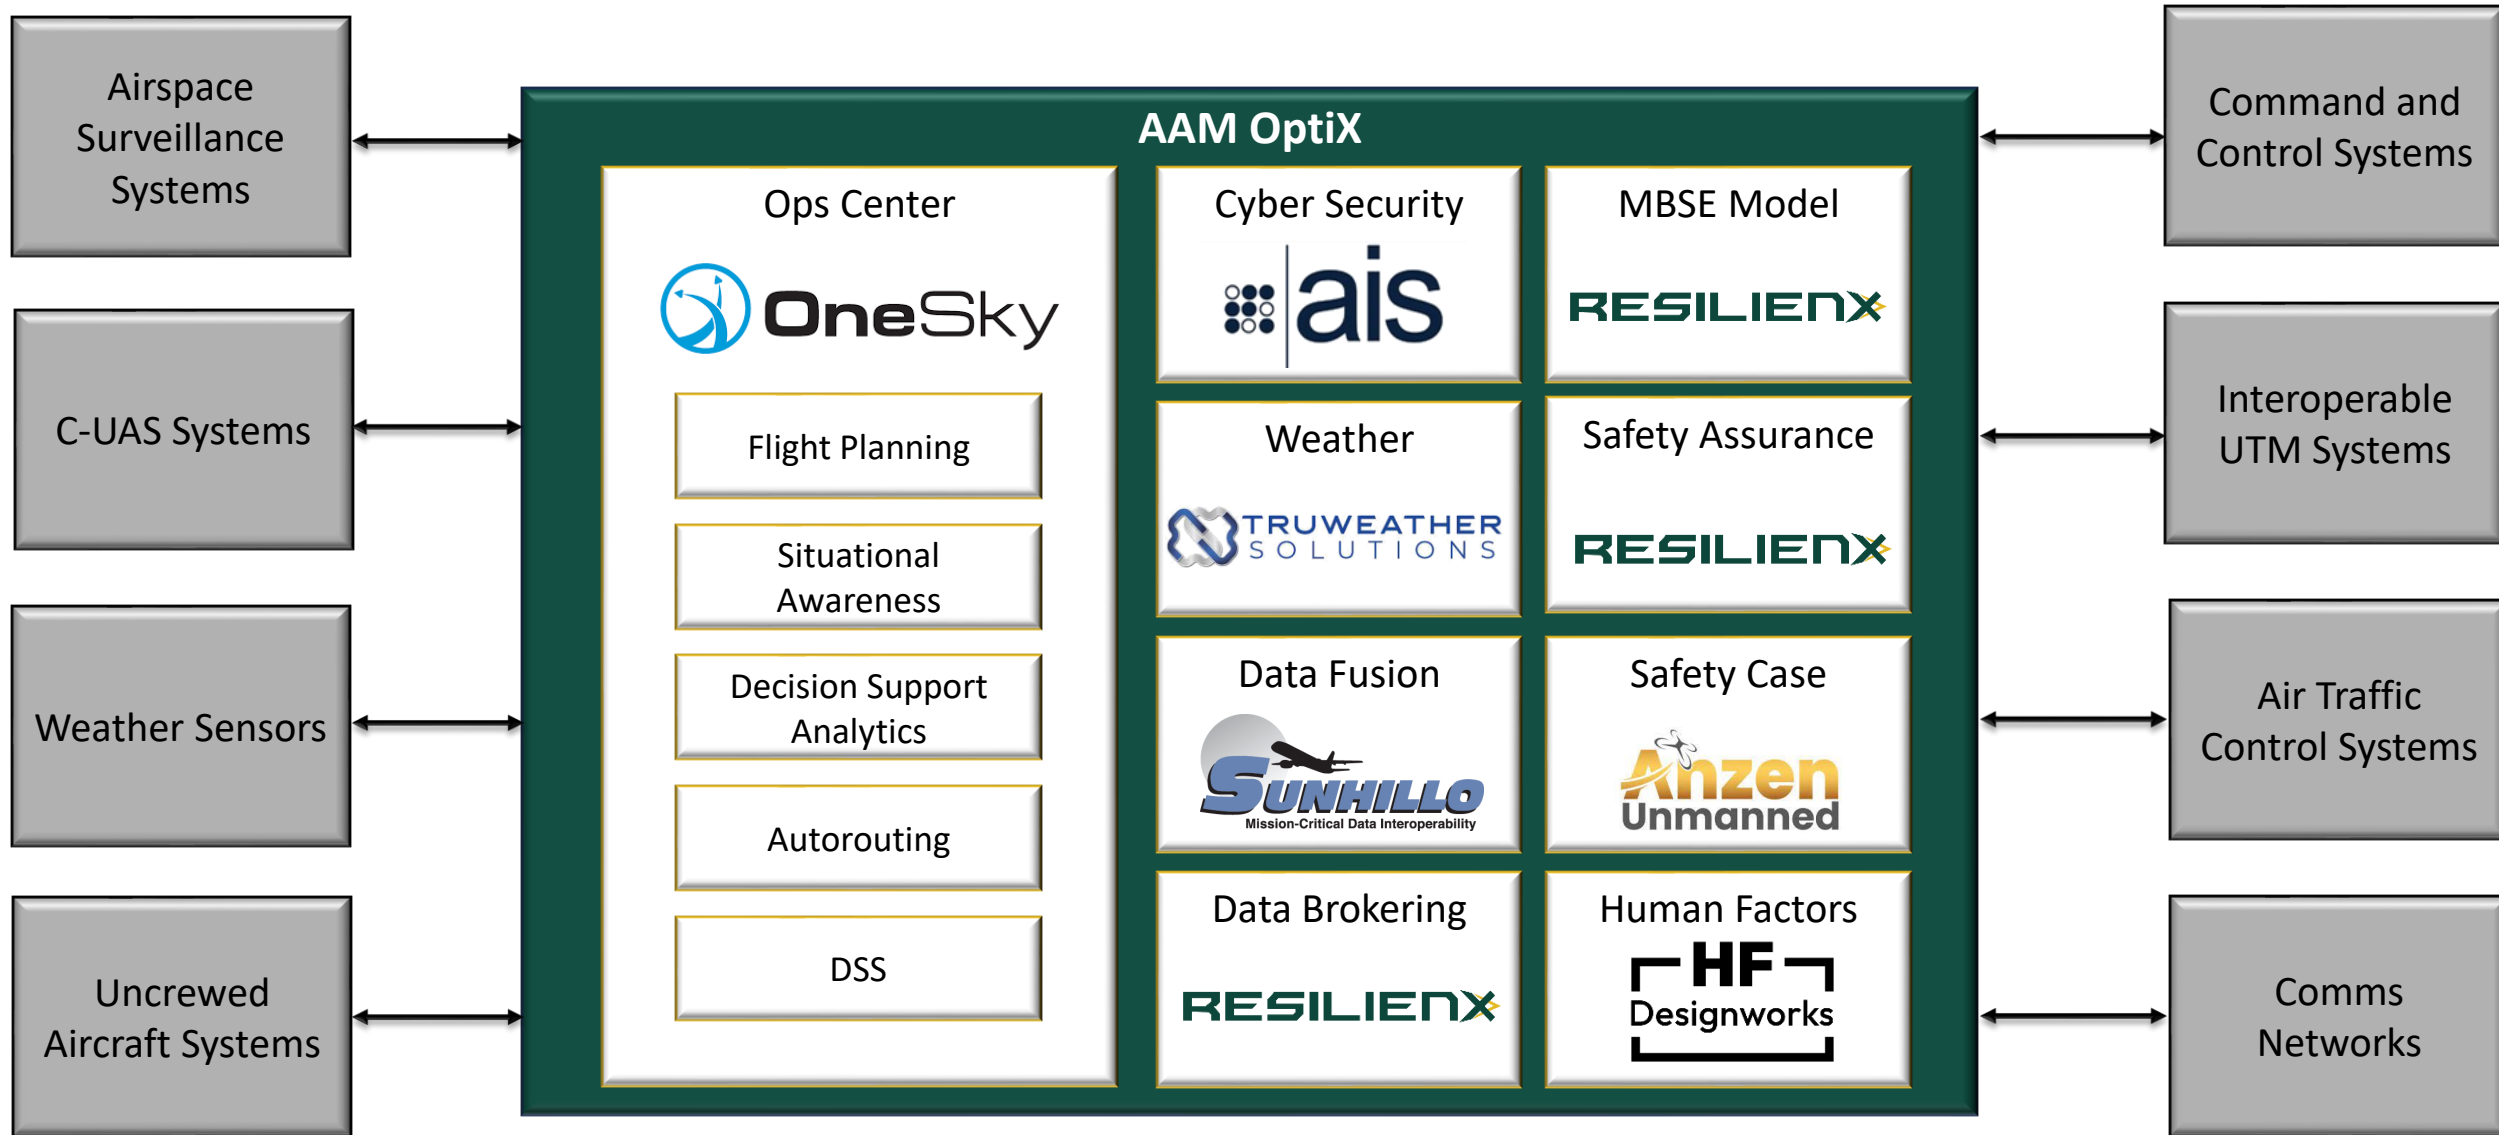 Airspace
Surveillance
Systems
C-UAS Systems
Weather Sensors
Uncrewed
Aircraft Systems
AAM OptiX
Ops Center
OneSky
Flight Planning
Situational
Awareness
Decision Support
Analytics
Autorouting
DSS
Cyber Security
ais
MBSE Model
RESILIENX
Weather
TRUWEATHER
SOLUTIONS
Safety Assurance
RESILIENX
Data Fusion
SUNHILLO
Mission-Critical Data Interoperability
Safety Case
Anzen
Unmanned
Data Brokering
RESILIENX
Human Factors
HF
Designworks
Command and
Control Systems
Interoperable
UTM Systems
Air Traffic
Control Systems
Comms
Networks